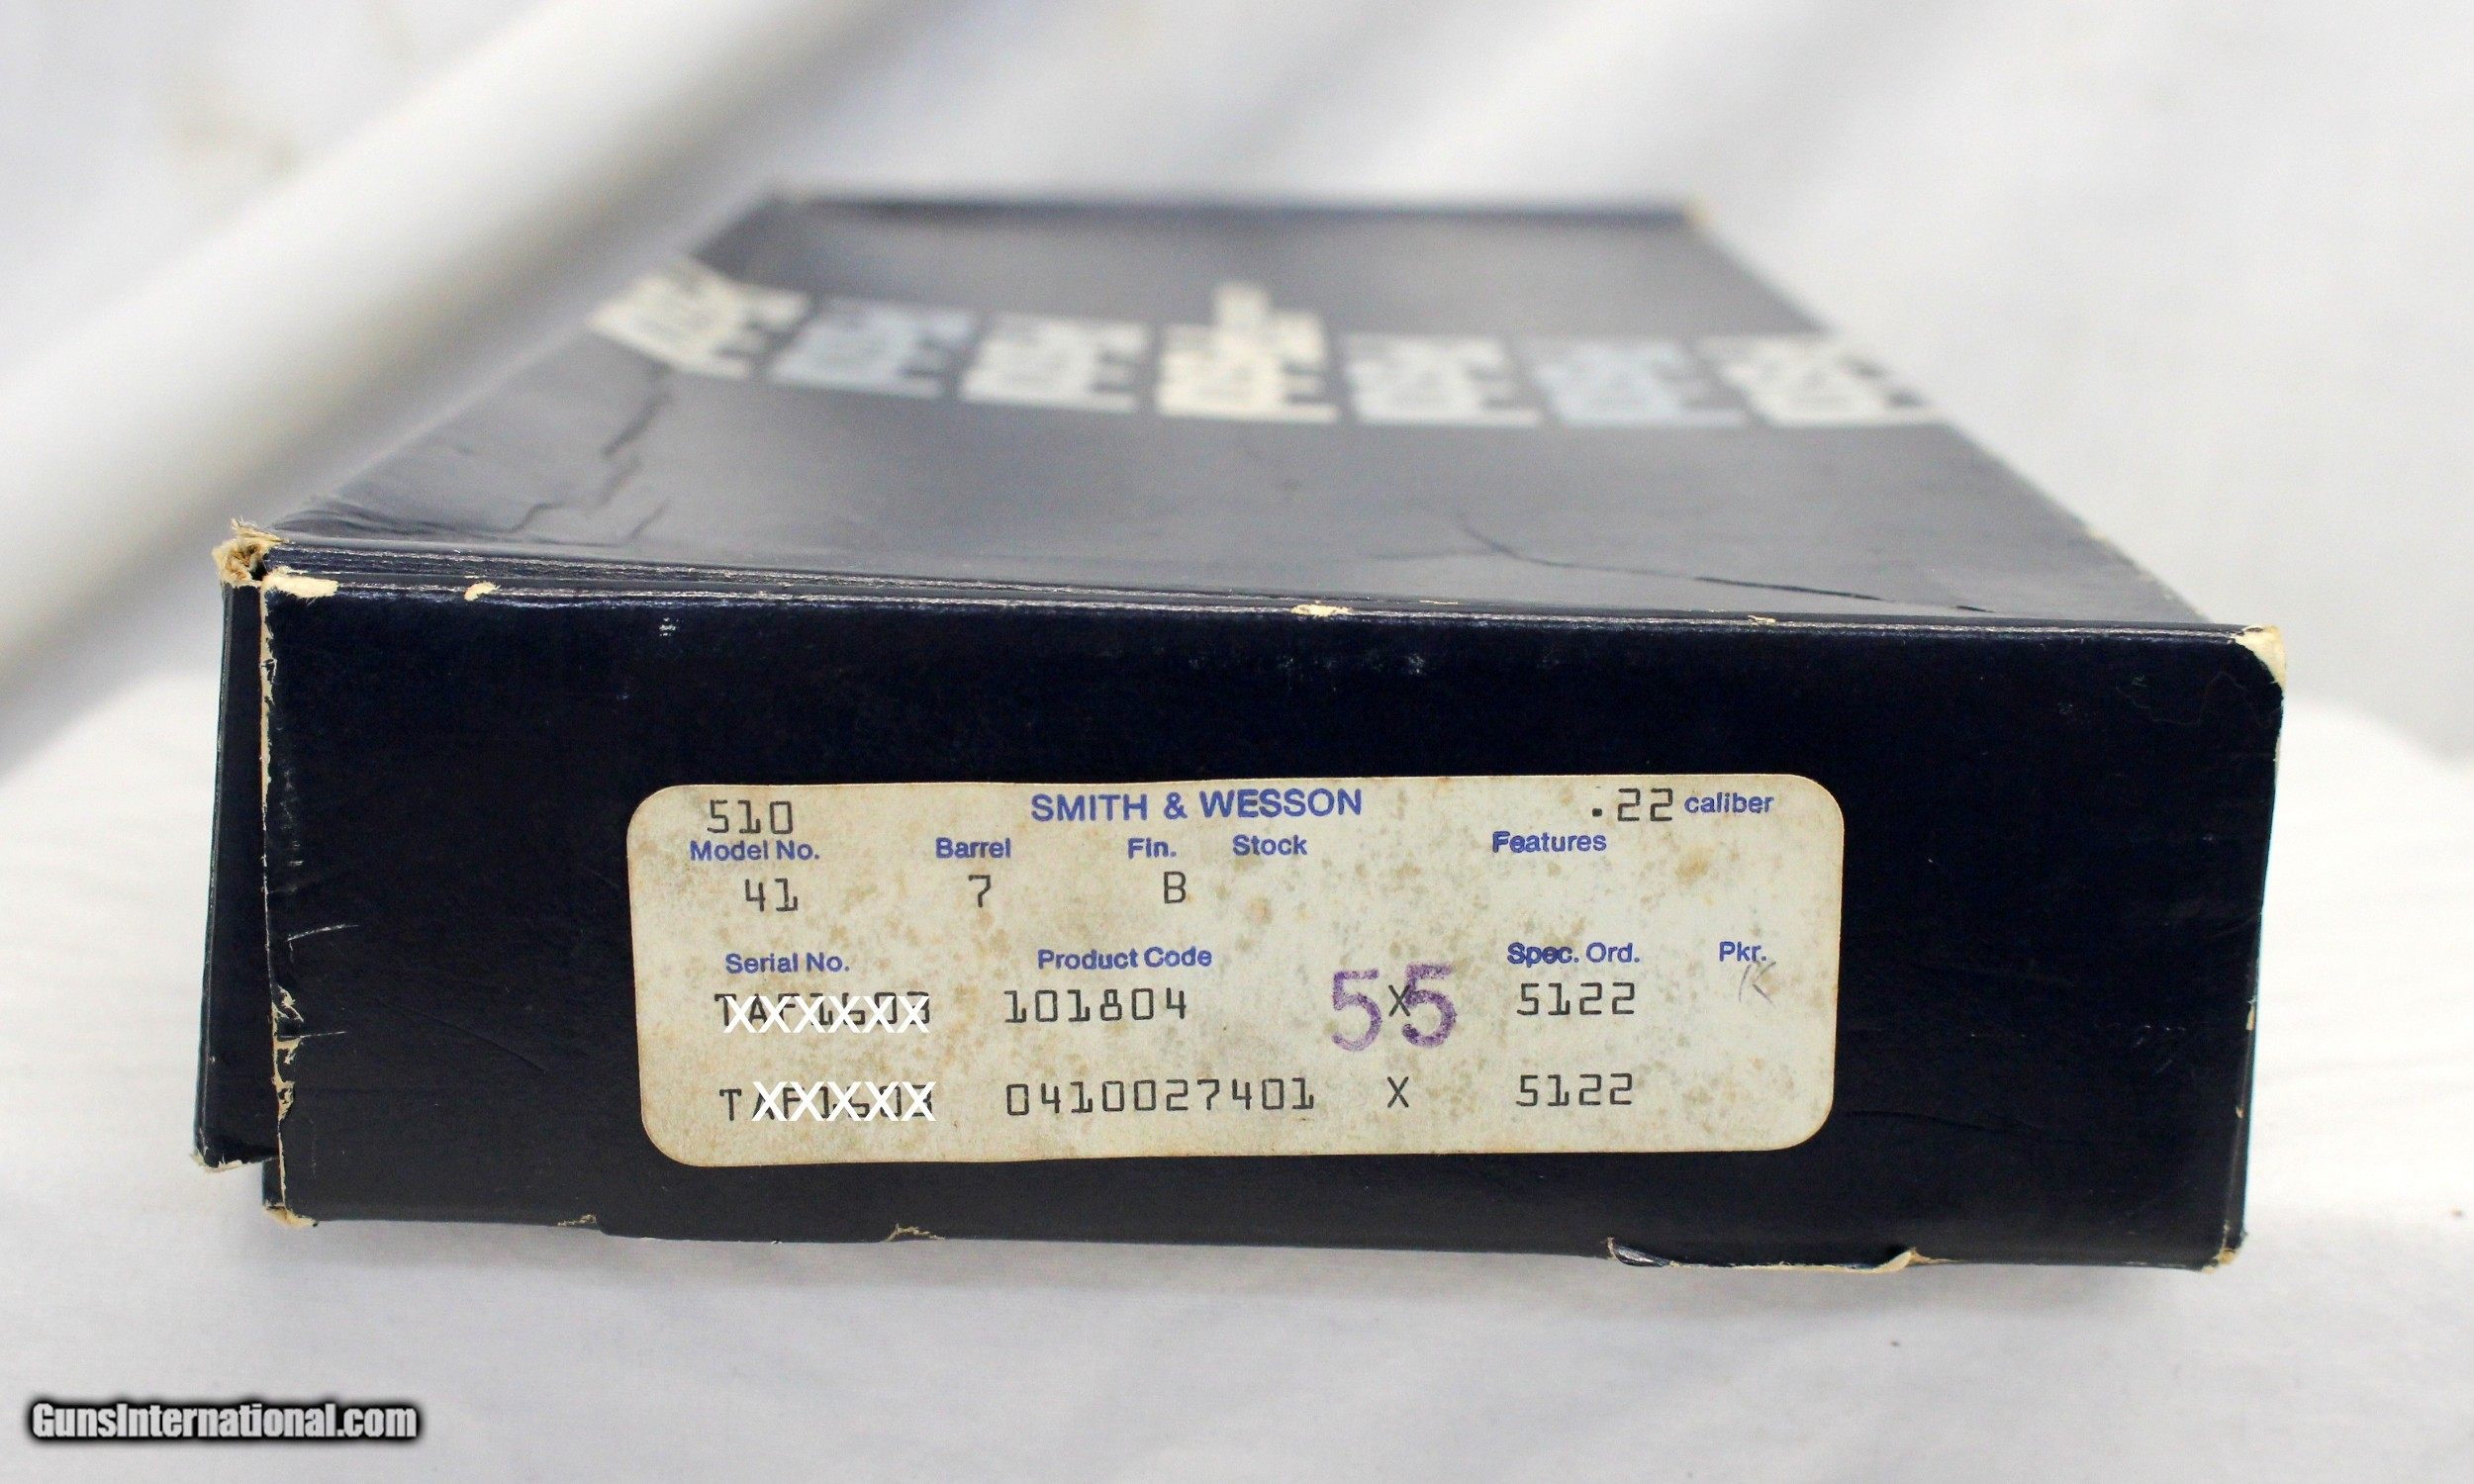 510 SMITH & WESSON .22 caliber
Model No. Barrel Fin. Stock Features
41 7 B
Serial No. Product Code Spec. Ord. Pkr.
101804 55 X 5122 K
0410027401 X 5122
GunsInternational.com